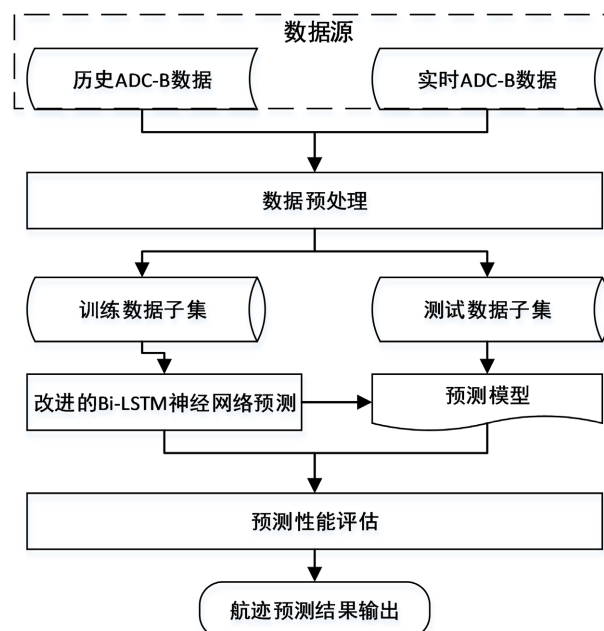 数据源
历史ADC-B数据
实时ADC-B数据
数据预处理
训练数据子集
测试数据子集
改进的Bi-LSTM神经网络预测
预测模型
预测性能评估
航迹预测结果输出